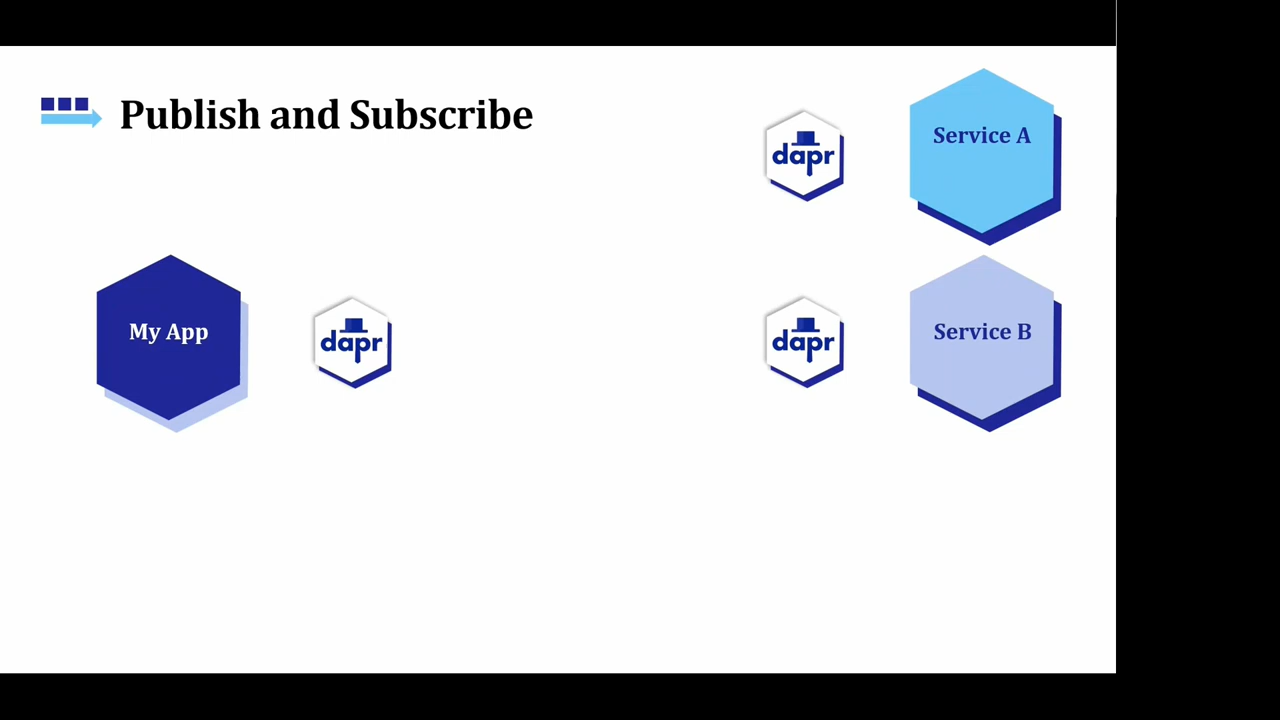 Publish and Subscribe
dapr
Service A
My App
dapr
dapr
Service B